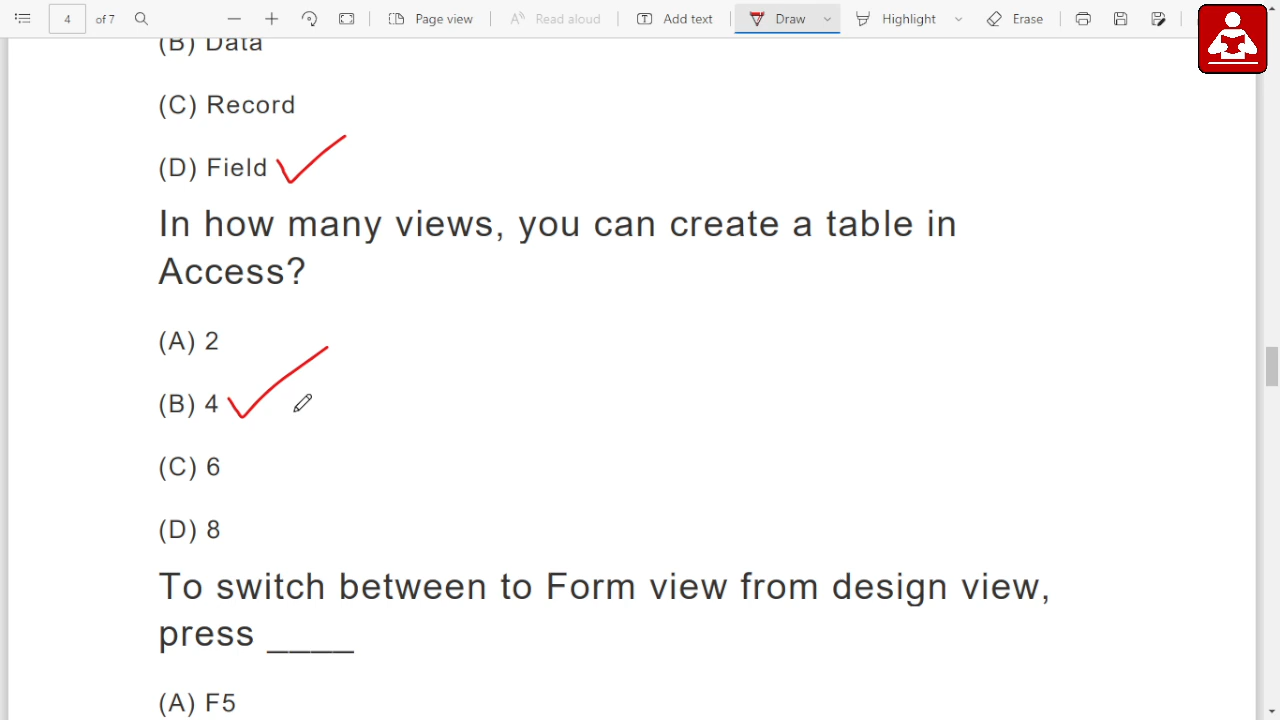 4 of 7 Page view Read aloud Add text Draw Highlight Erase
(B) Data
(C) Record
(D) Field
In how many views, you can create a table in
Access?
(A) 2
(B) 4
(C) 6
(D) 8
To switch between to Form view from design view,
press ____
(A) F5